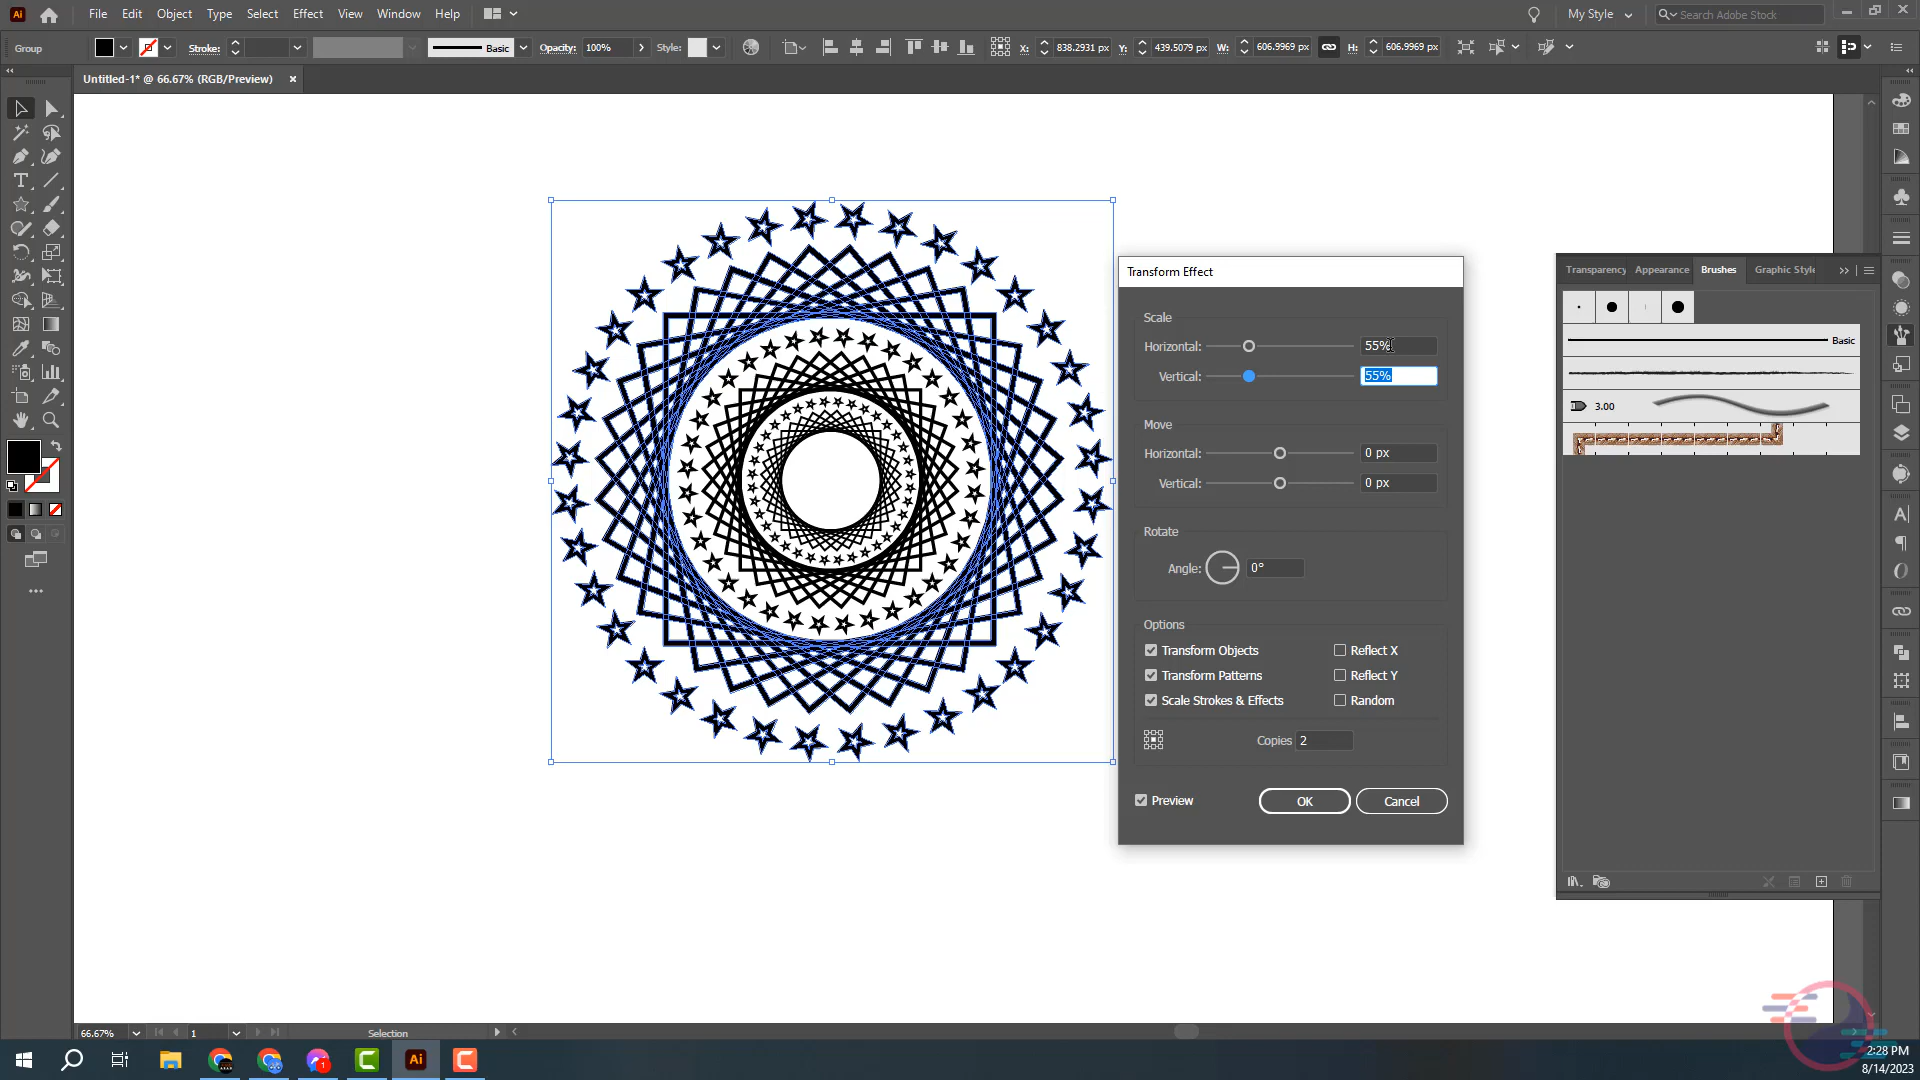 Ai File Edit Object Type Select Effect View Window Help My Style Search Adobe Stock
Group Stroke: Basic Opacity: 100% Style: X: 838.2931 px Y: 439.5079 px W: 606.9969 px H: 606.9969 px
Untitled-1* @ 66.67% (RGB/Preview) ×
Transform Effect
Scale
Horizontal: 55%
Vertical: 55%
Move
Horizontal: 0 px
Vertical: 0 px
Rotate
Angle: 0°
Options
Transform Objects Reflect X
Transform Patterns Reflect Y
Scale Strokes & Effects Random
Copies 2
Preview OK Cancel
Transparency Appearance Brushes Graphic Style
Basic
3.00
66.67% 1 Selection
Ai
2:28 PM
8/14/2023